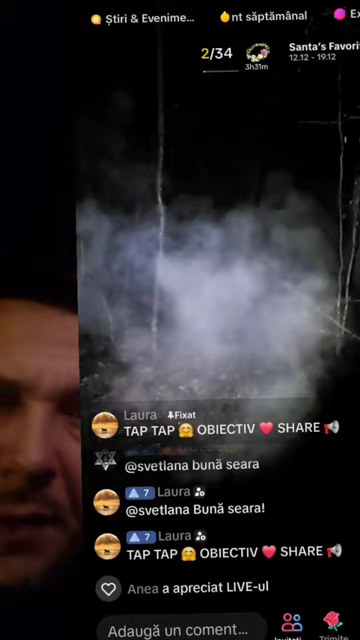 Știri & Evenime...
nt săptămânal
Ex
2/34
3h31m
Santa's Favori
12.12 - 19.12
Laura Fixat
TAP TAP 🤗 OBIECTIV ❤️ SHARE 📢
@svetlana bună seara
7 Laura
@svetlana Bună seara!
7 Laura
TAP TAP 🤗 OBIECTIV ❤️ SHARE 📢
Anea a apreciat LIVE-ul
Adaugă un coment...
Invitați
Trimite